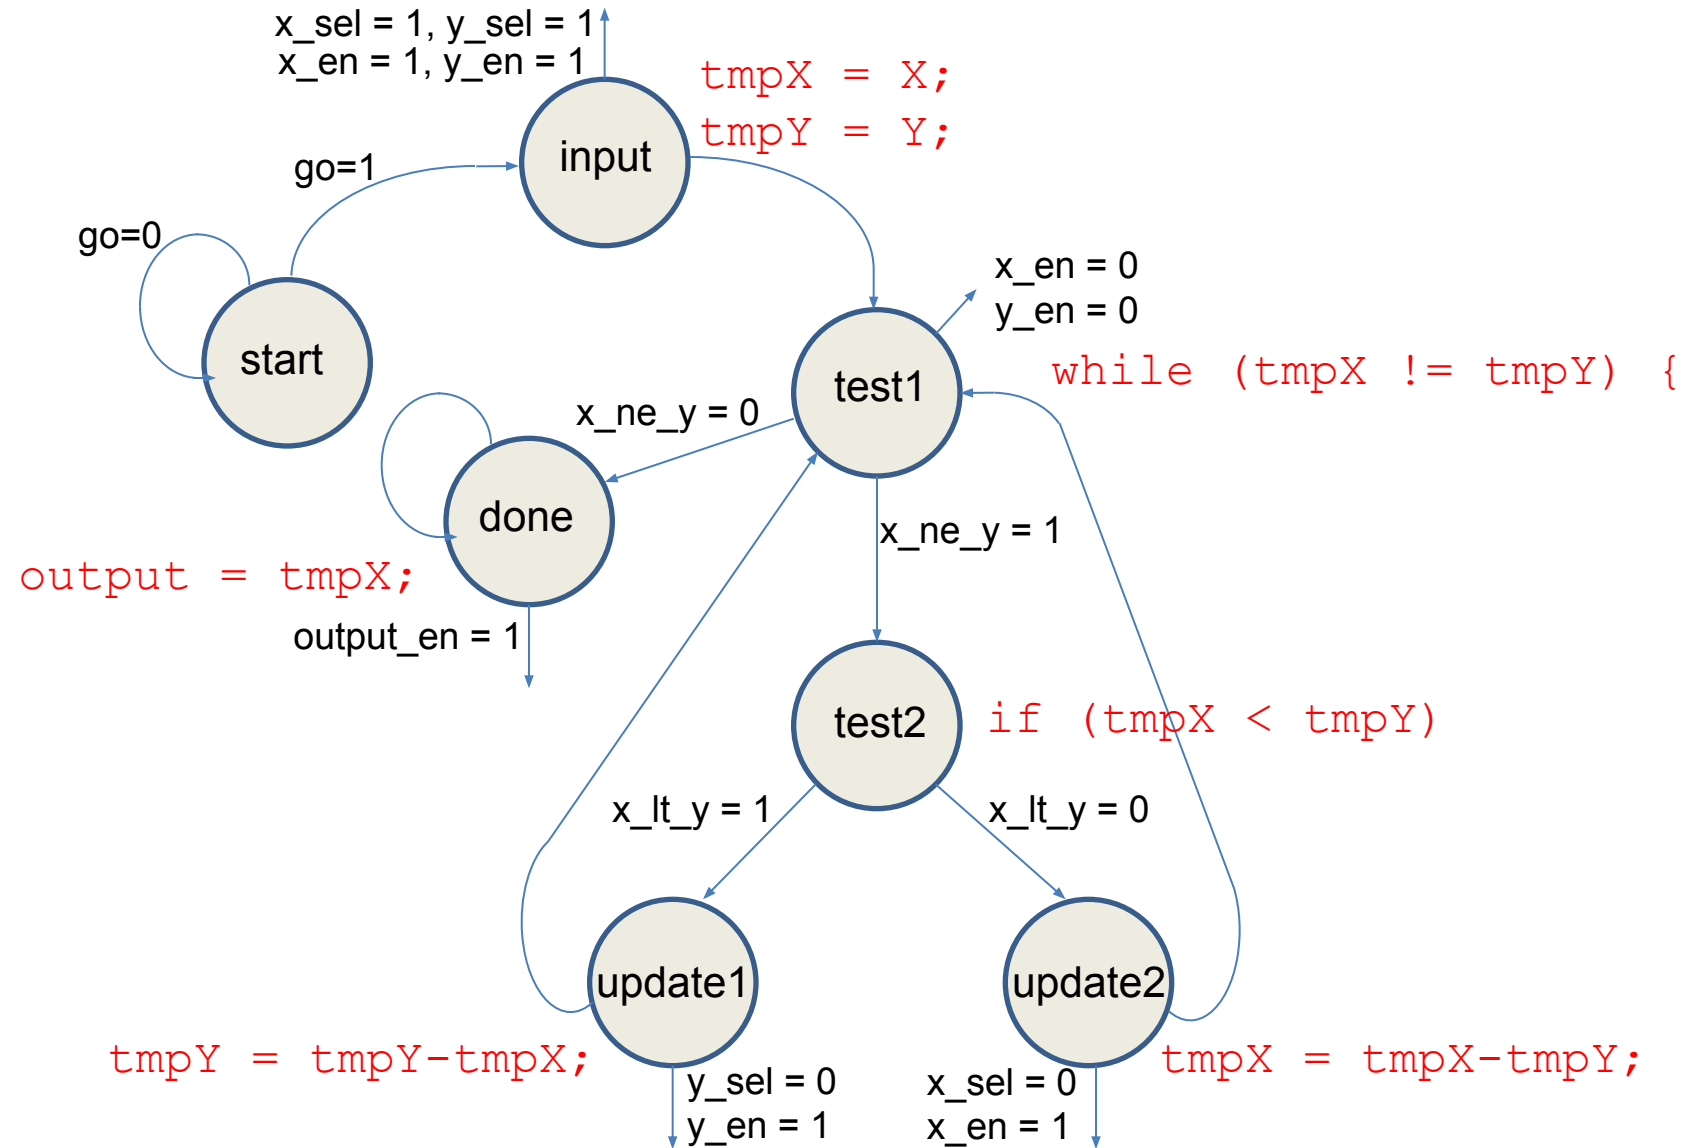 x_sel = 1, y_sel = 1
x_en = 1, y_en = 1
tmpX = X;
tmpY = Y;
input
go=1
go=0
start
x_en = 0
y_en = 0
test1
while (tmpX != tmpY) {
x_ne_y = 0
done
x_ne_y = 1
output = tmpX;
output_en = 1
test2
if (tmpX < tmpY)
x_lt_y = 1
x_lt_y = 0
update1
update2
tmpY = tmpY-tmpX;
tmpX = tmpX-tmpY;
y_sel = 0
y_en = 1
x_sel = 0
x_en = 1